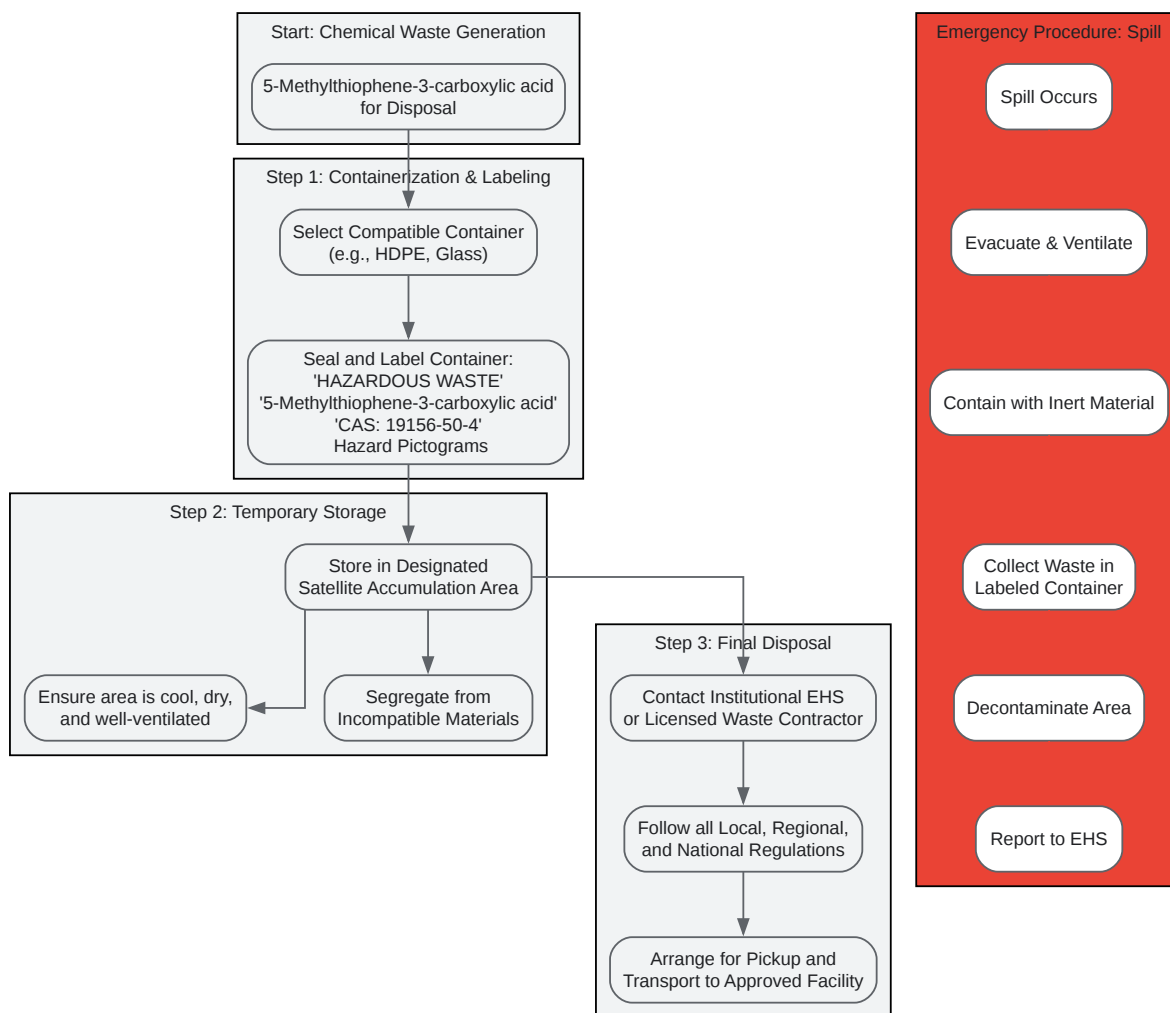 Start: Chemical Waste Generation
5-Methylthiophene-3-carboxylic acid
for Disposal
Step 1: Containerization & Labeling
Select Compatible Container
(e.g., HDPE, Glass)
Seal and Label Container:
'HAZARDOUS WASTE'
'5-Methylthiophene-3-carboxylic acid'
'CAS: 19156-50-4'
Hazard Pictograms
Step 2: Temporary Storage
Store in Designated
Satellite Accumulation Area
Ensure area is cool, dry,
and well-ventilated
Segregate from
Incompatible Materials
Step 3: Final Disposal
Contact Institutional EHS
or Licensed Waste Contractor
Follow all Local, Regional,
and National Regulations
Arrange for Pickup and
Transport to Approved Facility
Emergency Procedure: Spill
Spill Occurs
Evacuate & Ventilate
Contain with Inert Material
Collect Waste in
Labeled Container
Decontaminate Area
Report to EHS